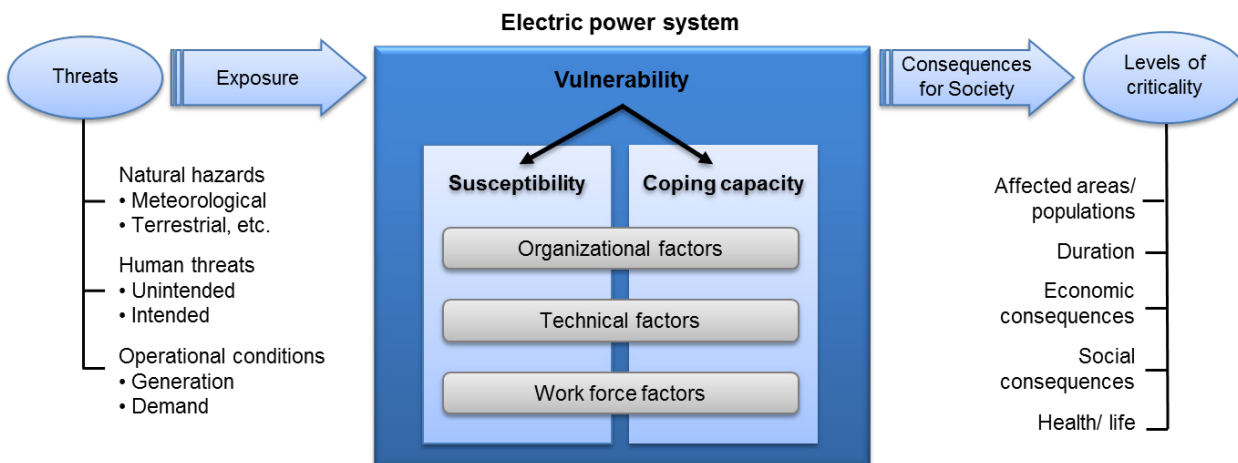 Electric power system
Threats
Exposure
Vulnerability
Consequences
for Society
Levels of
criticality
Natural hazards
• Meteorological
• Terrestrial, etc.
Human threats
• Unintended
• Intended
Operational conditions
• Generation
• Demand
Susceptibility
Coping capacity
Organizational factors
Technical factors
Work force factors
Affected areas/
populations
Duration
Economic
consequences
Social
consequences
Health/ life